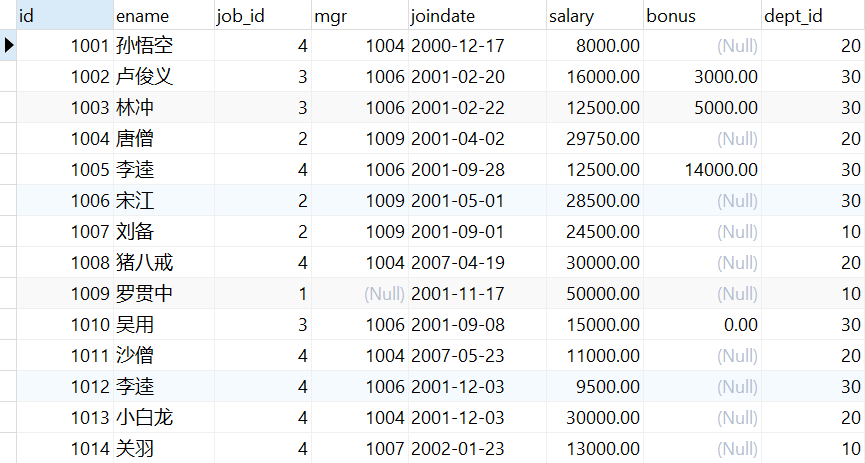 id ename job_id mgr joindate salary bonus dept_id
1001 孙悟空 4 1004 2000-12-17 8000.00 (Null) 20
1002 卢俊义 3 1006 2001-02-20 16000.00 3000.00 30
1003 林冲 3 1006 2001-02-22 12500.00 5000.00 30
1004 唐僧 2 1009 2001-04-02 29750.00 (Null) 20
1005 李逵 4 1006 2001-09-28 12500.00 14000.00 30
1006 宋江 2 1009 2001-05-01 28500.00 (Null) 30
1007 刘备 2 1009 2001-09-01 24500.00 (Null) 10
1008 猪八戒 4 1004 2007-04-19 30000.00 (Null) 20
1009 罗贯中 1 (Null) 2001-11-17 50000.00 (Null) 10
1010 吴用 3 1006 2001-09-08 15000.00 0.00 30
1011 沙僧 4 1004 2007-05-23 11000.00 (Null) 20
1012 李逵 4 1006 2001-12-03 9500.00 (Null) 30
1013 小白龙 4 1004 2001-12-03 30000.00 (Null) 20
1014 关羽 4 1007 2002-01-23 13000.00 (Null) 10